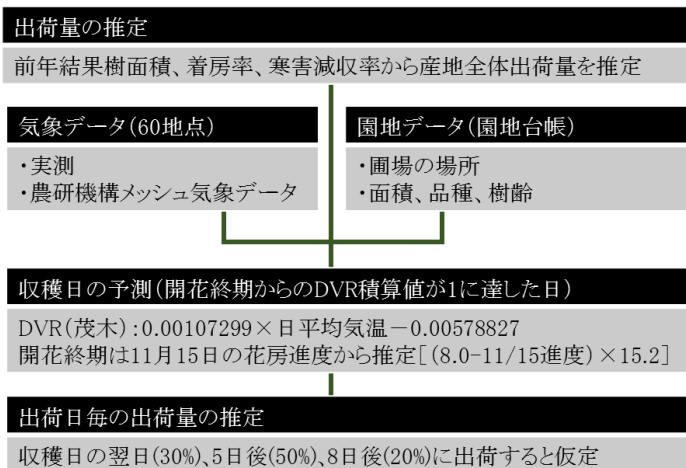 出荷量の推定
前年結果樹面積、着房率、寒害減収率から産地全体出荷量を推定
気象データ(60地点)
・実測
・農研機構メッシュ気象データ
園地データ(園地台帳)
・圃場の場所
・面積、品種、樹齢
収穫日の予測(開花終期からのDVR積算値が1に達した日)
DVR(茂木):0.00107299×日平均気温－0.00578827
開花終期は11月15日の花房進度から推定[(8.0-11/15進度)×15.2]
出荷日毎の出荷量の推定
収穫日の翌日(30%)、5日後(50%)、8日後(20%)に出荷すると仮定